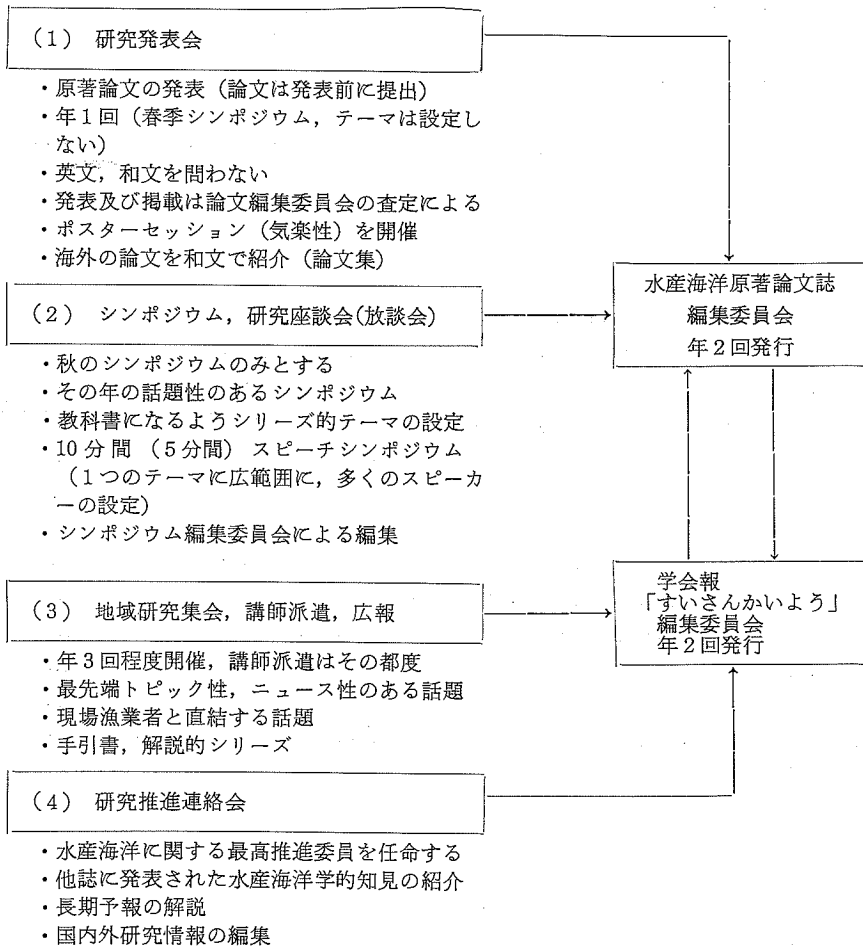 (1) 研究発表会
・原著論文の発表（論文は発表前に提出）
・年1回（春季シンポジウム，テーマは設定し
ない）
・英文，和文を問わない
・発表及び掲載は論文編集委員会の査定による
・ポスターセッション（気楽性）を開催
・海外の論文を和文で紹介（論文集）
(2) シンポジウム，研究座談会(放談会)
・秋のシンポジウムのみとする
・その年の話題性のあるシンポジウム
・教科書になるようシリーズ的テーマの設定
・10分間（5分間）スピーチシンポジウム
（1つのテーマに広範囲に，多くのスピーカ
ーの設定）
・シンポジウム編集委員会による編集
(3) 地域研究集会，講師派遣，広報
・年3回程度開催，講師派遣はその都度
・最先端トピック性，ニュース性のある話題
・現場漁業者と直結する話題
・手引書，解説的シリーズ
(4) 研究推進連絡会
・水産海洋に関する最高推進委員を任命する
・他誌に発表された水産海洋学的知見の紹介
・長期予報の解説
・国内外研究情報の編集
水産海洋原著論文誌
編集委員会
年2回発行
学会報
「すいさんかいよう」
編集委員会
年2回発行